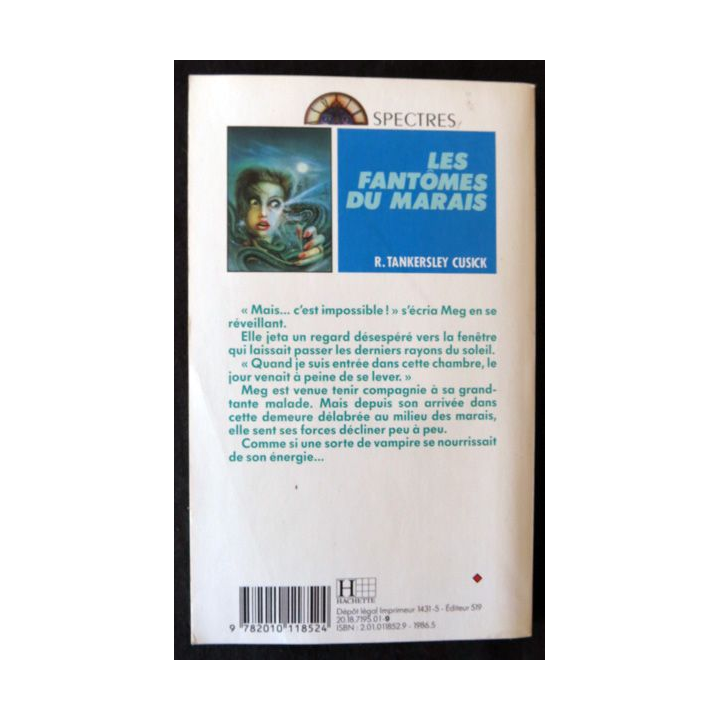 SPECTRES
LES
FANTÔMES
DU MARAIS
R. TANKERSLEY CUSICK
« Mais... c'est impossible ! » s'écria Meg en se
réveillant.
Elle jeta un regard désespéré vers la fenêtre
qui laissait passer les derniers rayons du soleil.
« Quand je suis entrée dans cette chambre, le
jour venait à peine de se lever. »
Meg est venue tenir compagnie à sa grand-
tante malade. Mais depuis son arrivée dans
cette demeure délabrée au milieu des marais,
elle sent ses forces décliner peu à peu.
Comme si une sorte de vampire se nourrissait
de son énergie...
H
HACHETTE
Dépôt légal Imprimeur 1431-5 - Éditeur 519
20.18.7195.01-9
ISBN : 2.01.011852.9 - 1986.5
9 782010 118524